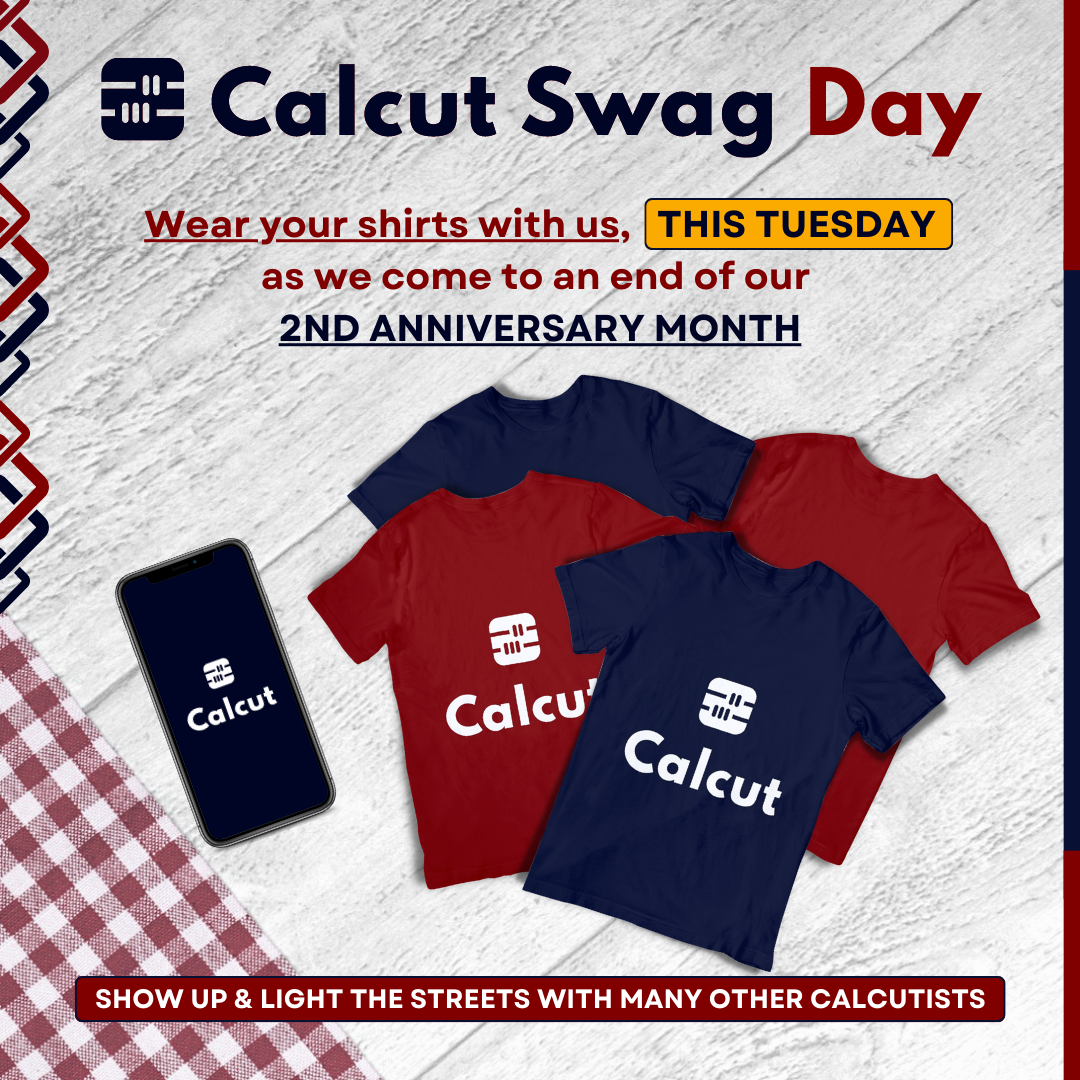 Calcut Swag Day
Wear your shirts with us, THIS TUESDAY
as we come to an end of our
2ND ANNIVERSARY MONTH
Calcut
Calcu
Calcut
SHOW UP & LIGHT THE STREETS WITH MANY OTHER CALCUTISTS